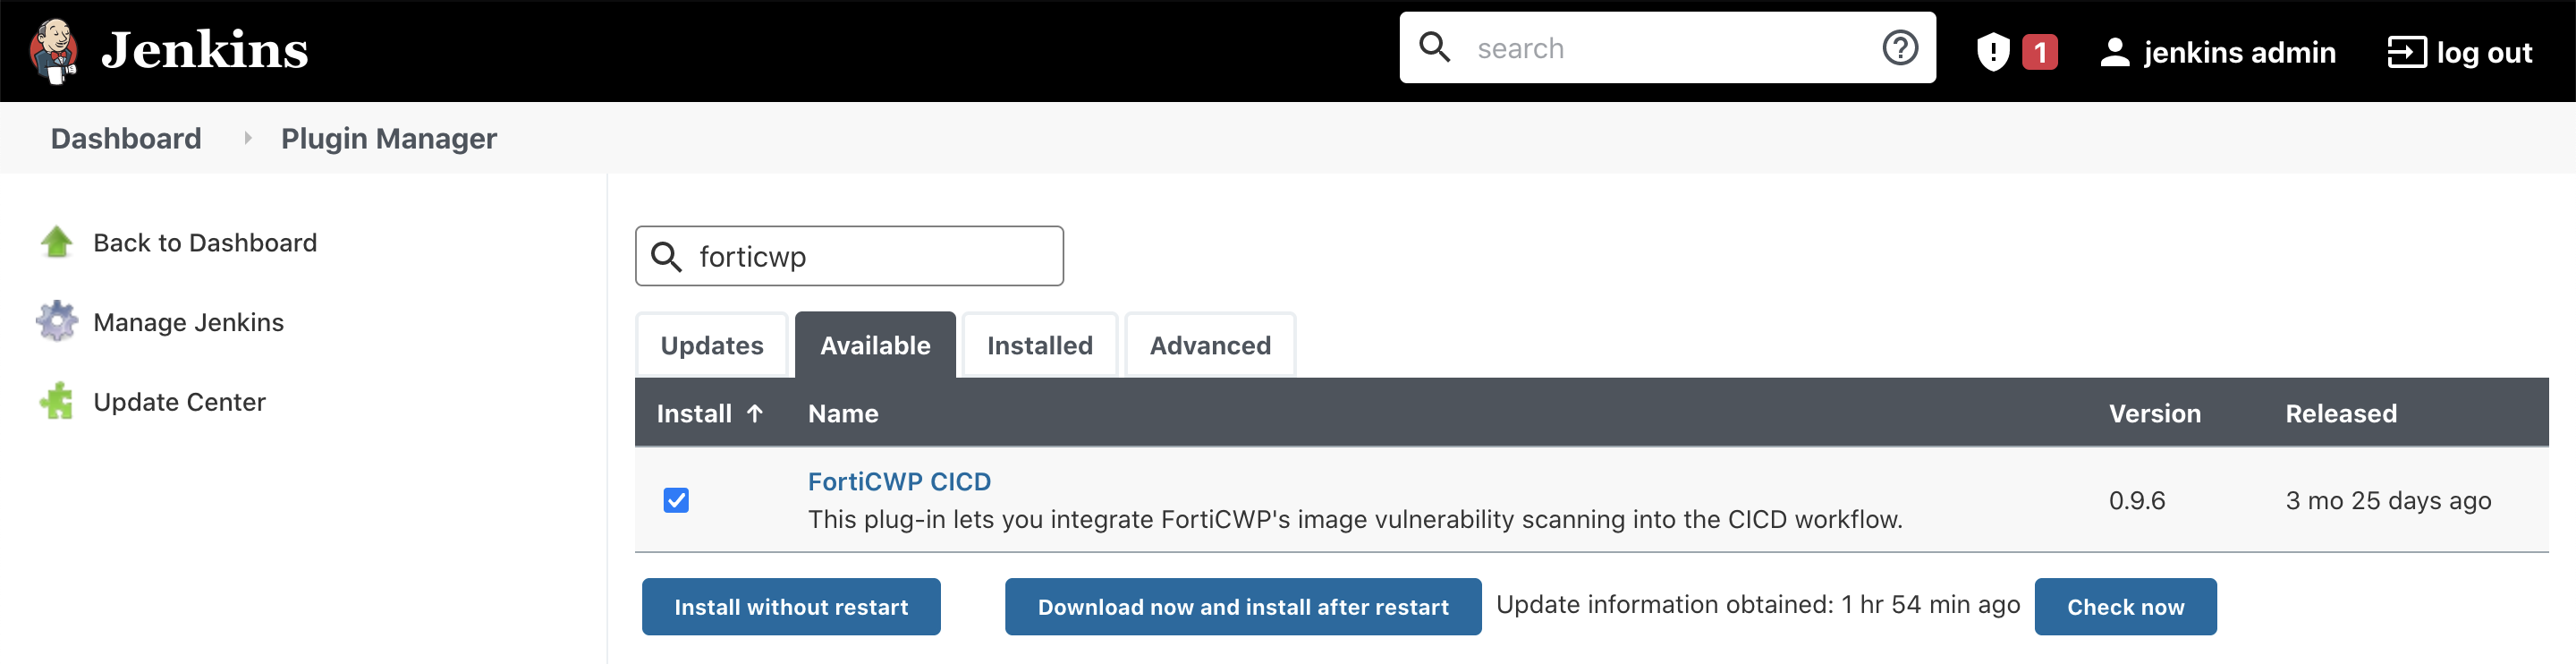 Jenkins
search
1
jenkins admin
log out
Dashboard
Plugin Manager
Back to Dashboard
Manage Jenkins
Update Center
forticwp
Updates
Available
Installed
Advanced
Install ↑ Name Version Released
FortiCWP CICD
This plug-in lets you integrate FortiCWP's image vulnerability scanning into the CICD workflow.
0.9.6
3 mo 25 days ago
Install without restart
Download now and install after restart
Update information obtained: 1 hr 54 min ago
Check now